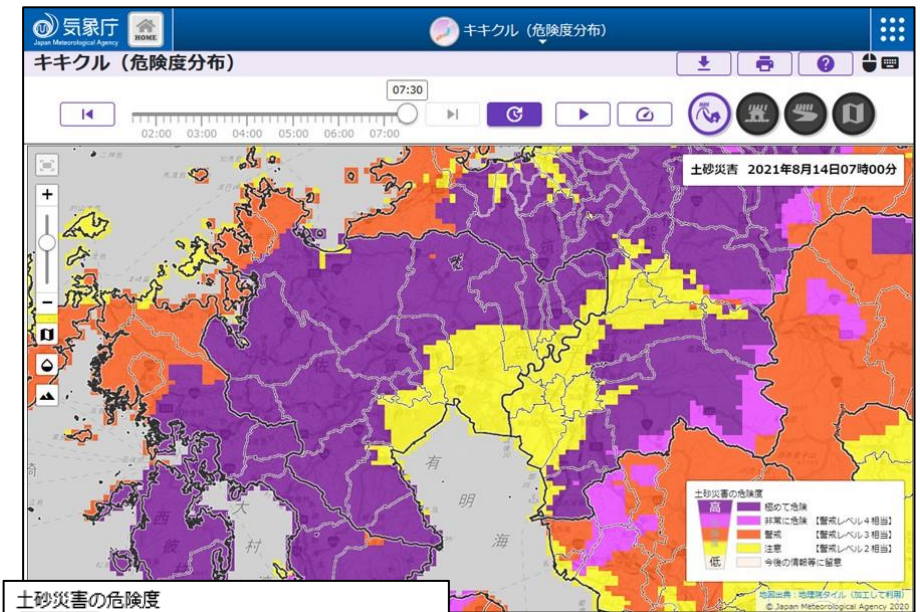 気象庁
Japan Meteorological Agency
HOME
キキクル（危険度分布）
キキクル（危険度分布）
07:30
02:00 03:00 04:00 05:00 06:00 07:00
土砂災害 2021年8月14日07時00分
佐
有
明
海
大
村
西
彼
土砂災害の危険度
高
極めて危険
非常に危険 【警戒レベル4相当】
警戒 【警戒レベル3相当】
注意 【警戒レベル2相当】
低
今後の情報等に留意
地図出典：地理院タイル（加工して利用）
© Japan Meteorological Agency 2020
土砂災害の危険度